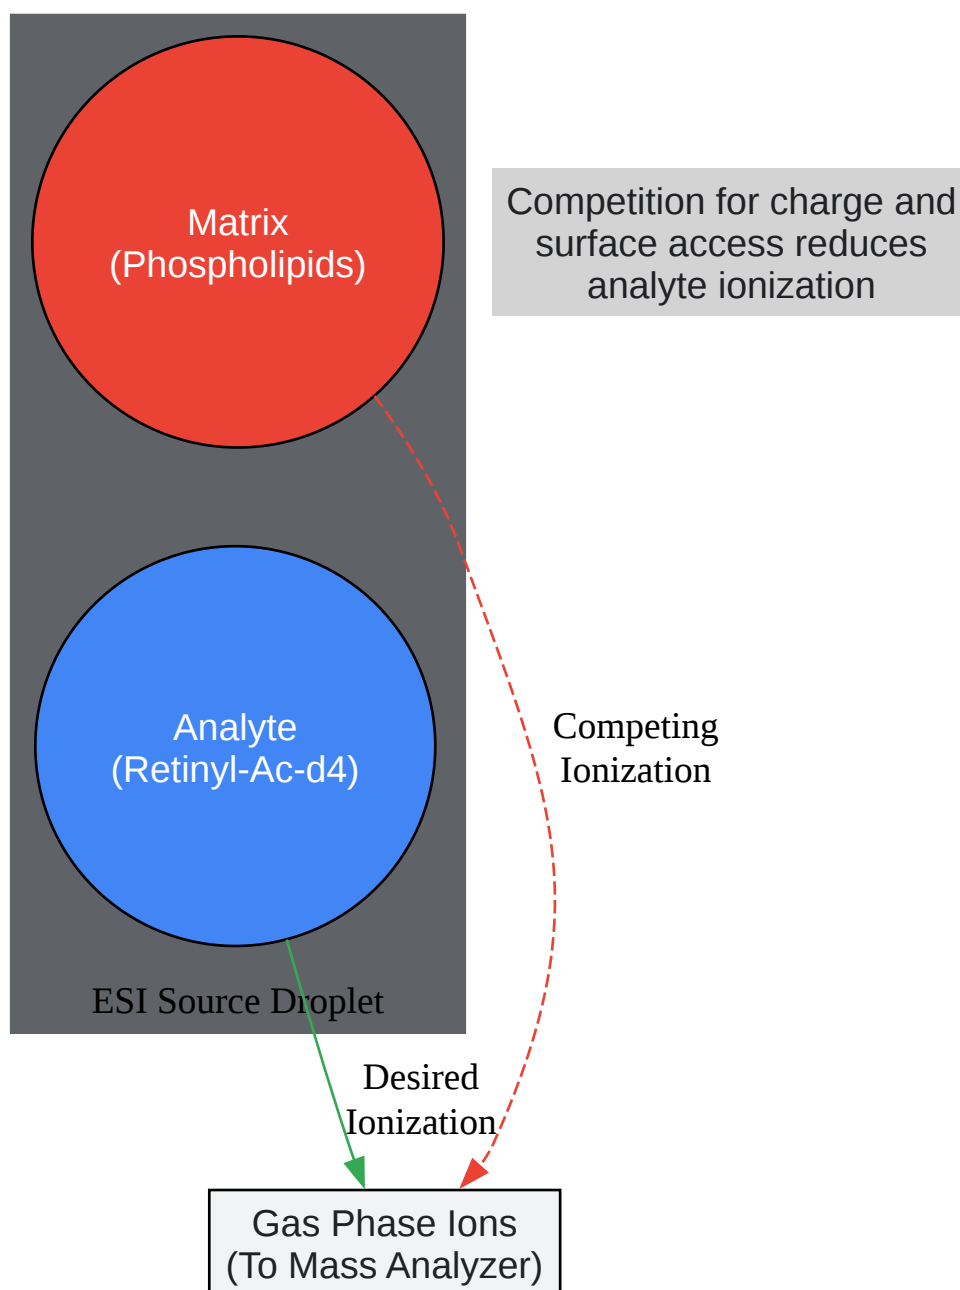 Matrix
(Phospholipids)
Competition for charge and
surface access reduces
analyte ionization
Analyte
(Retinyl-Ac-d4)
Competing
Ionization
ESI Source Droplet
Desired
Ionization
Gas Phase Ions
(To Mass Analyzer)